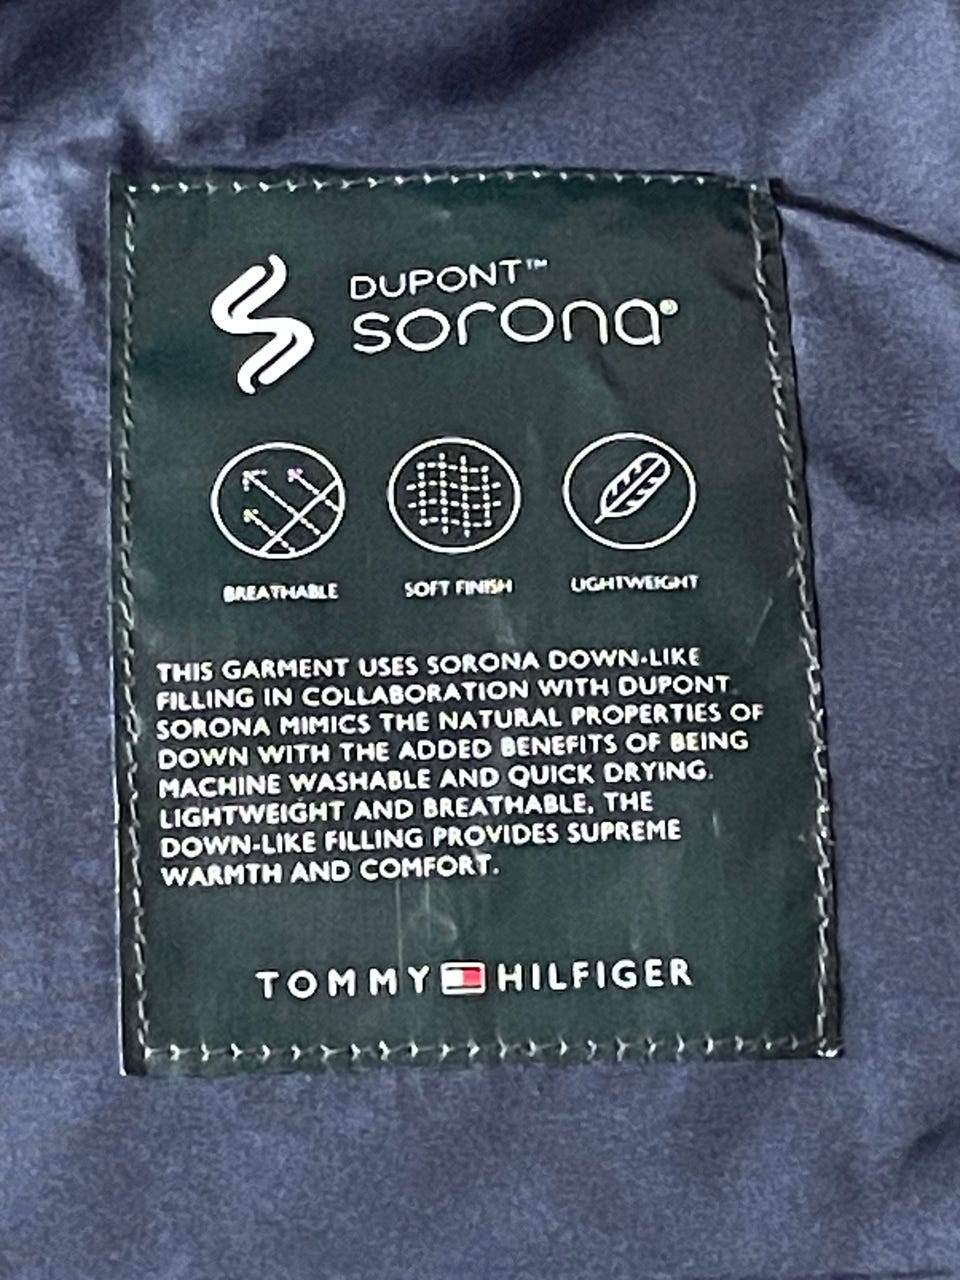 DUPONT™
sorona®
BREATHABLE
SOFT FINISH
LIGHTWEIGHT
THIS GARMENT USES SORONA DOWN-LIKE
FILLING IN COLLABORATION WITH DUPONT
SORONA MIMICS THE NATURAL PROPERTIES OF
DOWN WITH THE ADDED BENEFITS OF BEING
MACHINE WASHABLE AND QUICK DRYING.
LIGHTWEIGHT AND BREATHABLE, THE
DOWN-LIKE FILLING PROVIDES SUPREME
WARMTH AND COMFORT.
TOMMY HILFIGER